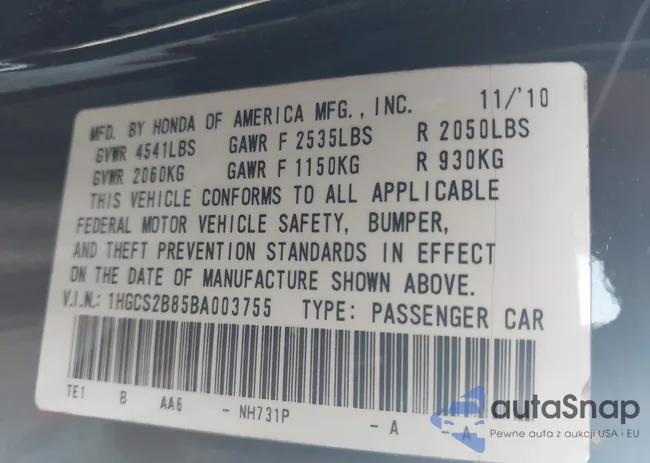 MFD. BY HONDA OF AMERICA MFG., INC. 11/'10
GVWR 4541LBS GAWR F 2535LBS R 2050LBS
GVWR 2060KG GAWR F 1150KG R 930KG
THIS VEHICLE CONFORMS TO ALL APPLICABLE
FEDERAL MOTOR VEHICLE SAFETY, BUMPER,
AND THEFT PREVENTION STANDARDS IN EFFECT
ON THE DATE OF MANUFACTURE SHOWN ABOVE.
V.I.N.: 1HGCS2B85BA003755 TYPE: PASSENGER CAR
TE1 B AA6 - NH731P - A - A
autaSnap
Pewne auta z aukcji USA i EU